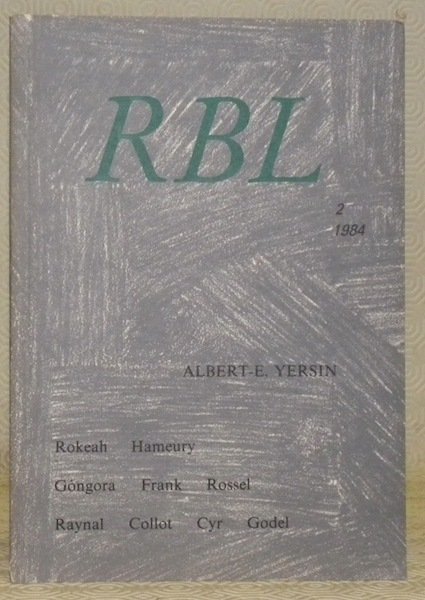 RBL
2
1984
ALBERT-E. YERSIN
Rokeah Hameury
Góngora Frank Rossel
Raynal Collot Cyr Godel